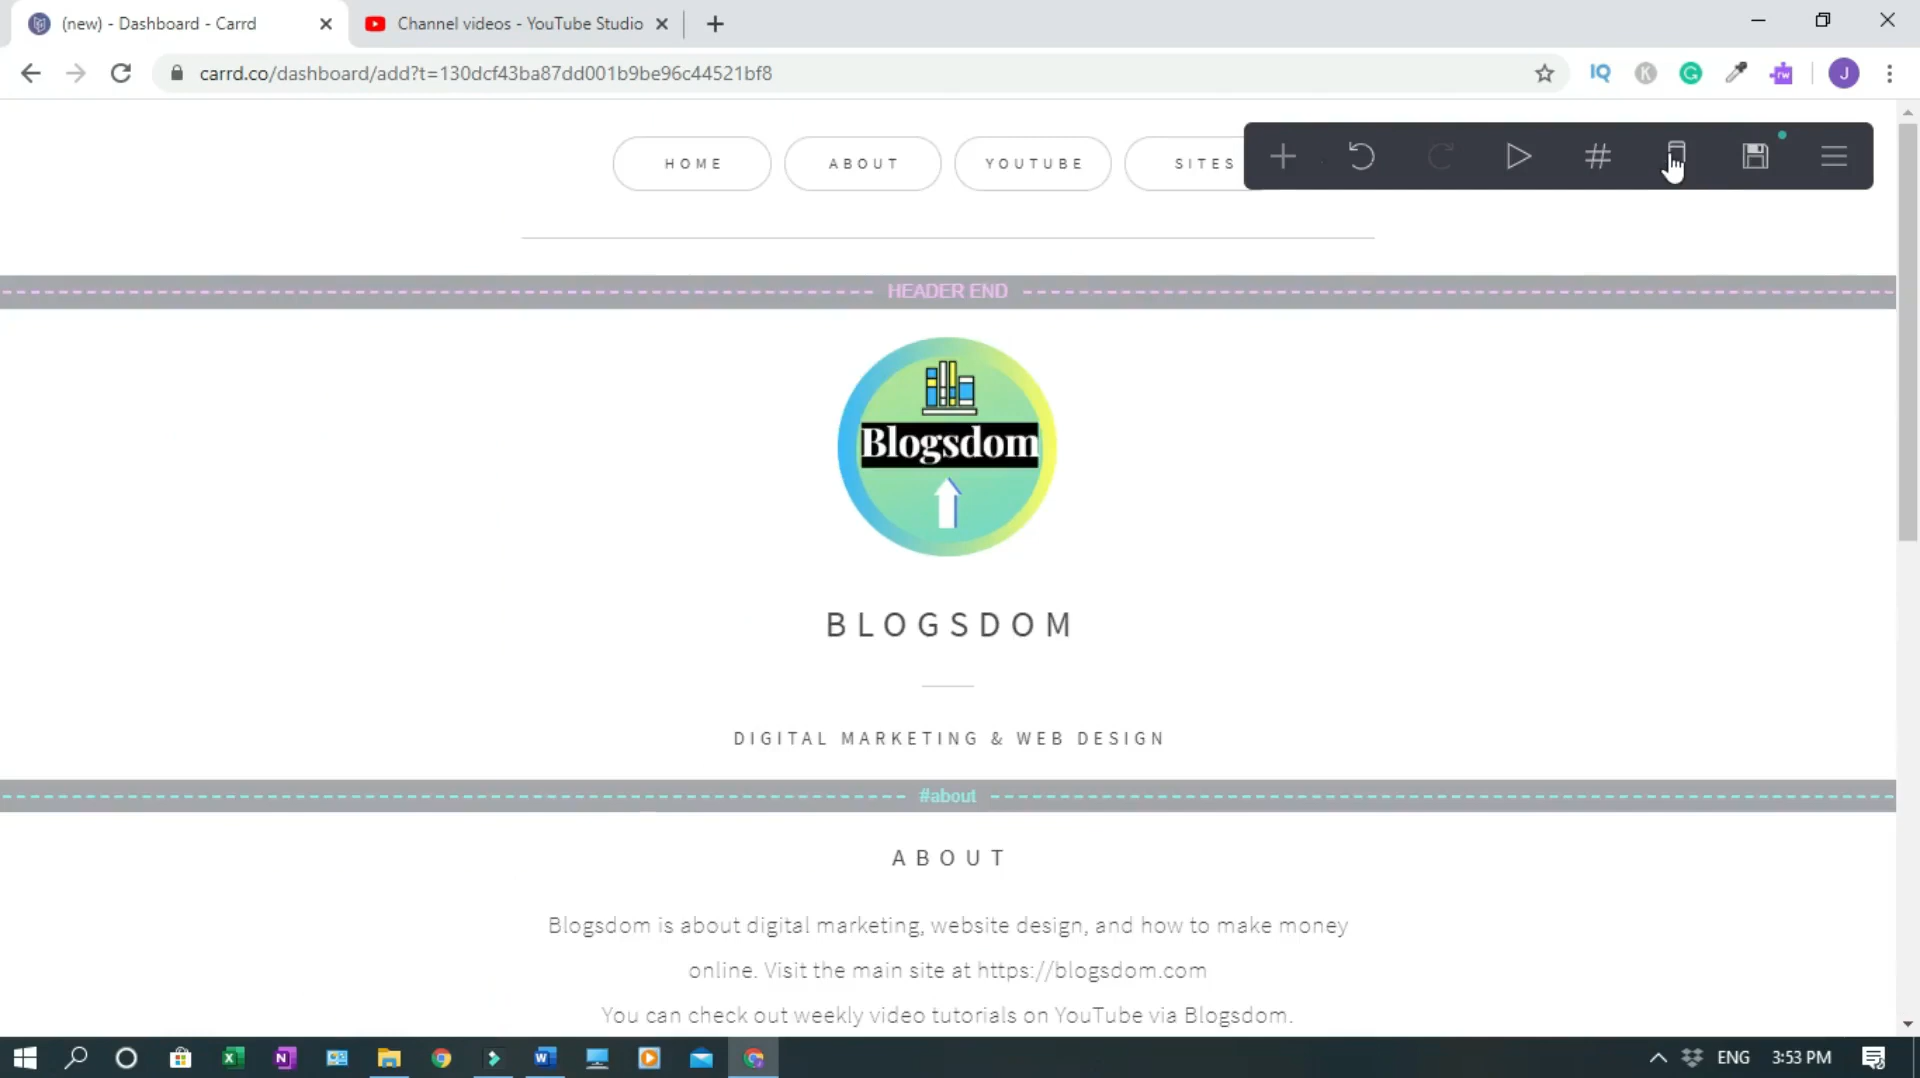 (new) - Dashboard - Carrd
Channel videos - YouTube Studio
carrd.co/dashboard/add?t=130dcf43ba87dd001b9be96c44521bf8
IQ
K
G
rw
J
HOME
ABOUT
YOUTUBE
SITES
HEADER END
Blogsdom
BLOGSDOM
DIGITAL MARKETING & WEB DESIGN
#about
ABOUT
Blogsdom is about digital marketing, website design, and how to make money
online. Visit the main site at https://blogsdom.com
You can check out weekly video tutorials on YouTube via Blogsdom.
ENG
3:53 PM